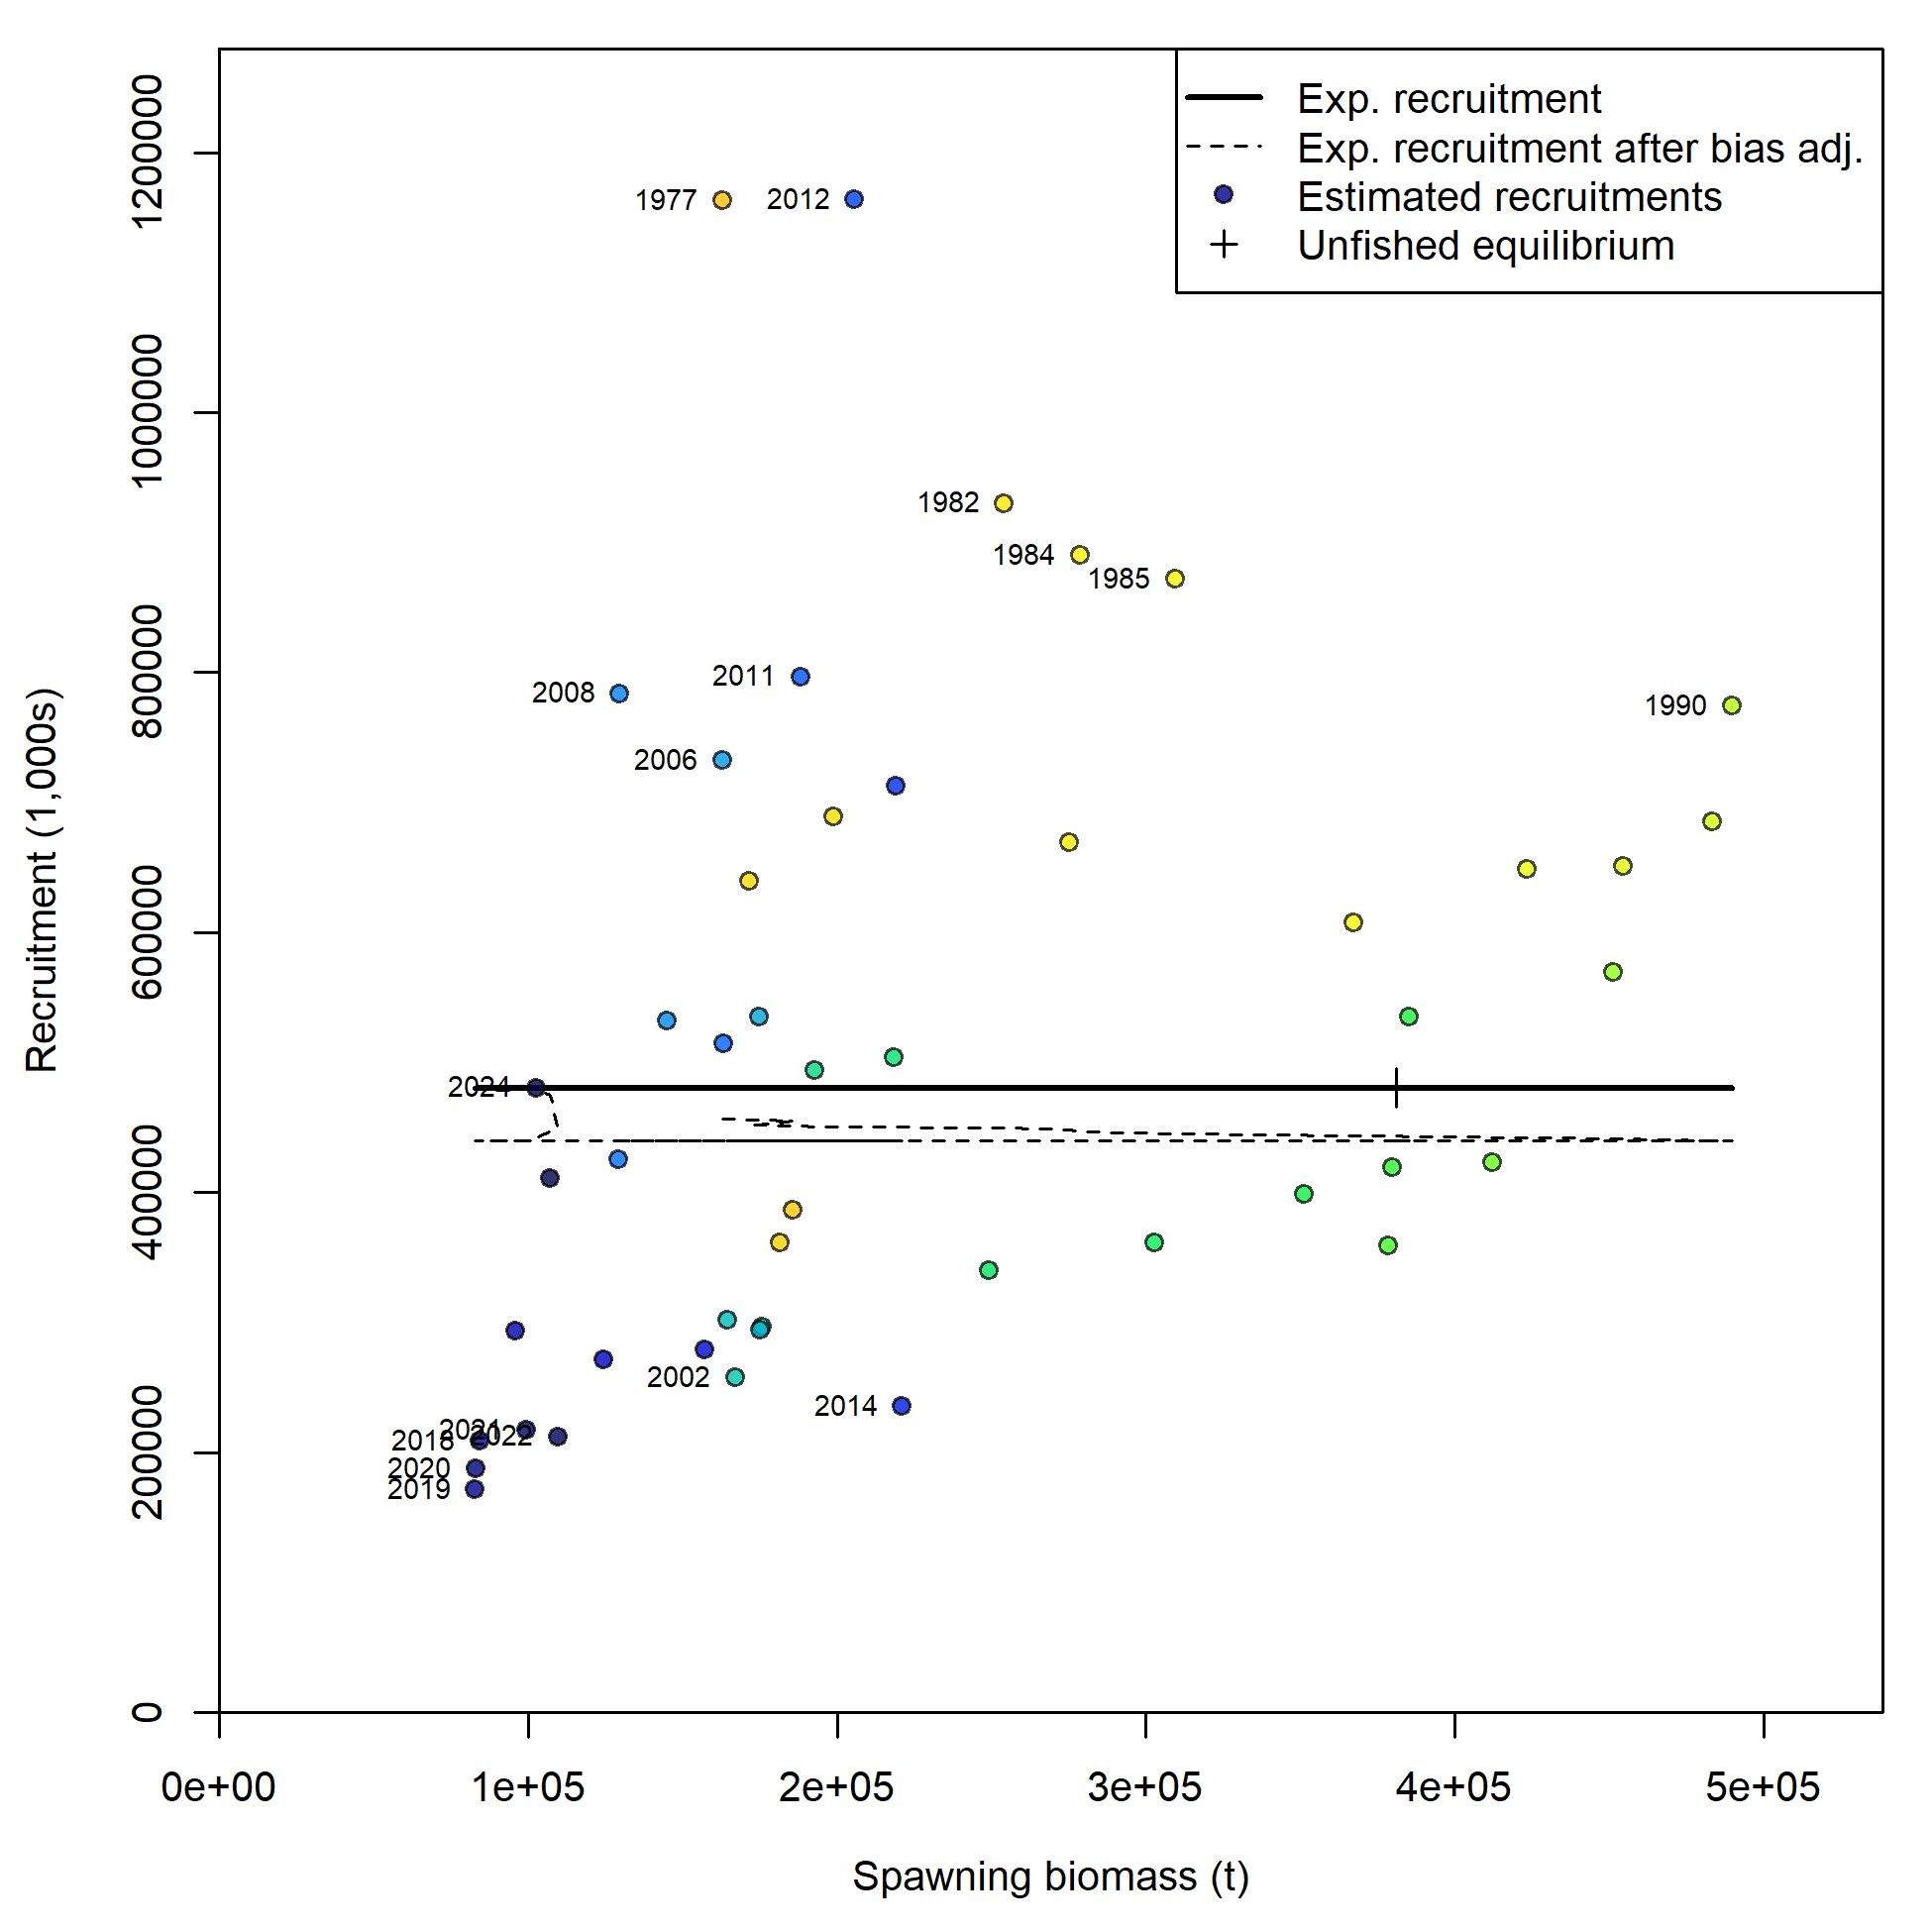 Exp. recruitment
Exp. recruitment after bias adj.
Estimated recruitments
Unfished equilibrium
1200000
1000000
800000
600000
400000
200000
0
Recruitment (1,000s)
1977
2012
1982
1984
1985
2011
2008
1990
2006
2024
2002
2014
2021
2022
2018
2020
2019
0e+00
1e+05
2e+05
3e+05
4e+05
5e+05
Spawning biomass (t)